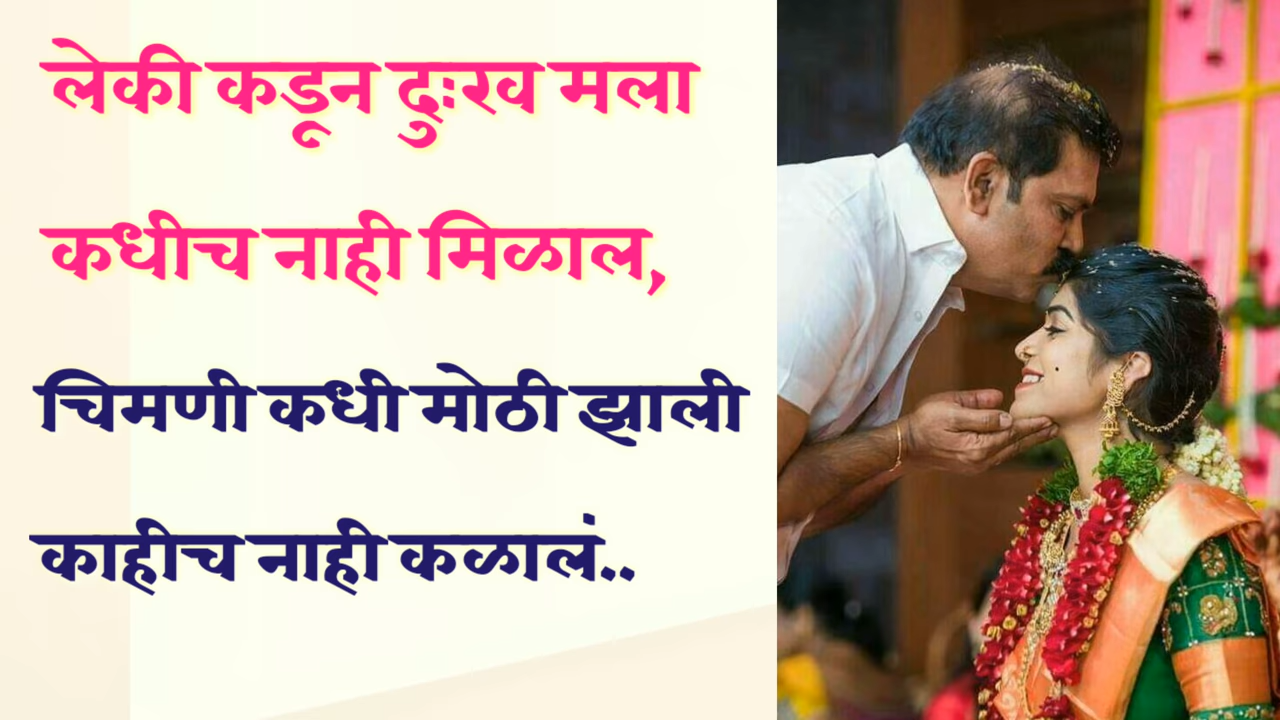 लेकी कडून दुःख मला
कधीच नाही मिळाल,
चिमणी कधी मोठी झाली
काहीच नाही कळालं..